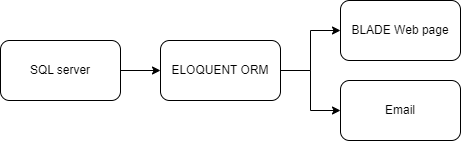 SQL server
ELOQUENT ORM
BLADE Web page
Email